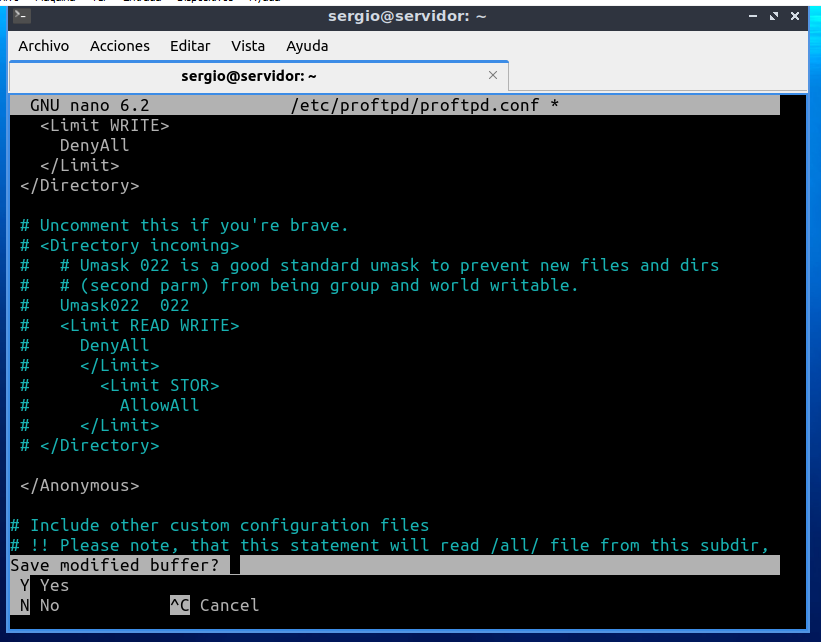 sergio@servidor: ~
Archivo Acciones Editar Vista Ayuda
sergio@servidor: ~ ×
GNU nano 6.2 /etc/proftpd/proftpd.conf *
<Limit WRITE>
DenyAll
</Limit>
</Directory>
# Uncomment this if you're brave.
# <Directory incoming>
# # Umask 022 is a good standard umask to prevent new files and dirs
# # (second parm) from being group and world writable.
# Umask022 022
# <Limit READ WRITE>
# DenyAll
# </Limit>
# <Limit STOR>
# AllowAll
# </Limit>
# </Directory>
</Anonymous>
# Include other custom configuration files
# !! Please note, that this statement will read /all/ file from this subdir,
Save modified buffer?
Y Yes
N No ^C Cancel